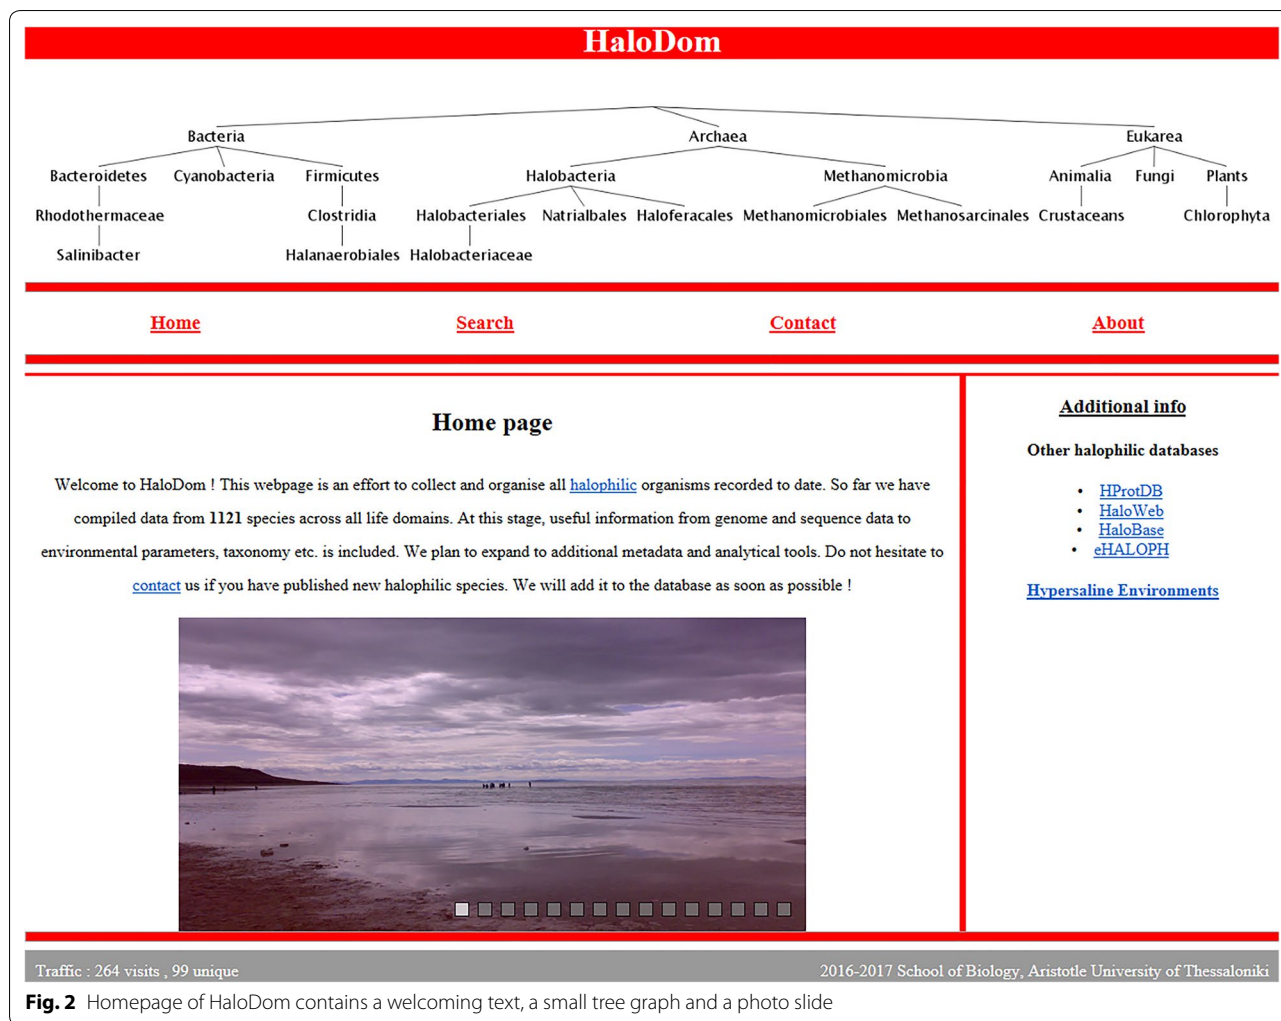 HaloDom
Bacteria Archaea Eukarea
Bacteroidetes Cyanobacteria Firmicutes Halobacteria Methanomicrobia Animalia Fungi Plants
Rhodothermaceae Clostridia Halobacteriales Natrialbales Haloferacales Methanomicrobiales Methanosarcinales Crustaceans Chlorophyta
Salinibacter Halanaerobiales Halobacteriaceae
Home Search Contact About
Home page
Welcome to HaloDom ! This webpage is an effort to collect and organise all halophilic organisms recorded to date. So far we have
compiled data from 1121 species across all life domains. At this stage, useful information from genome and sequence data to
environmental parameters, taxonomy etc. is included. We plan to expand to additional metadata and analytical tools. Do not hesitate to
contact us if you have published new halophilic species. We will add it to the database as soon as possible !
Additional info
Other halophilic databases
• HProtDB
• HaloWeb
• HaloBase
• eHALOPH
Hypersaline Environments
Traffic : 264 visits , 99 unique
2016-2017 School of Biology, Aristotle University of Thessaloniki
Fig. 2 Homepage of HaloDom contains a welcoming text, a small tree graph and a photo slide